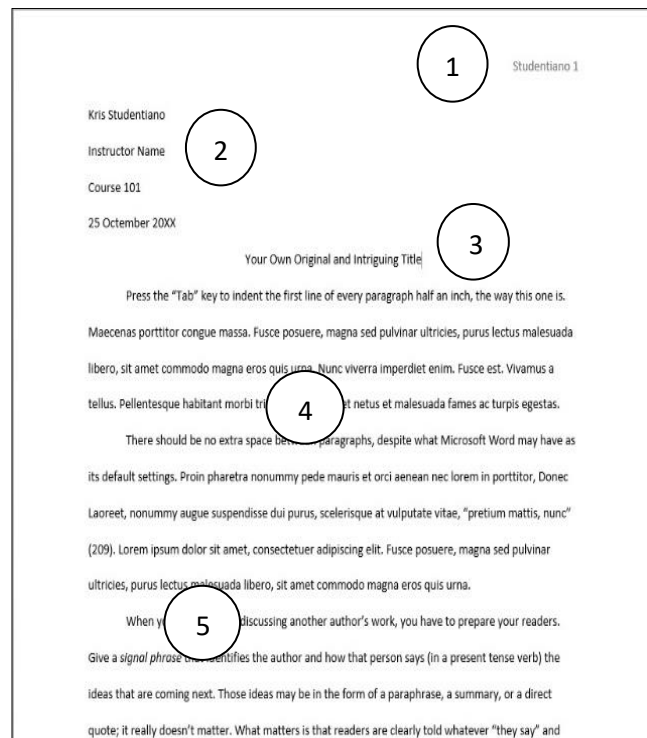 1
Studentiano 1
Kris Studentiano
Instructor Name
2
Course 101
25 Octember 20XX
3
Your Own Original and Intriguing Title
Press the “Tab” key to indent the first line of every paragraph half an inch, the way this one is.
Maecenas porttitor congue massa. Fusce posuere, magna sed pulvinar ultricies, purus lectus malesuada
libero, sit amet commodo magna eros quis urna. Nunc viverra imperdiet enim. Fusce est. Vivamus a
tellus. Pellentesque habitant morbi 4 et netus et malesuada fames ac turpis egestas.
There should be no extra space paragraphs, despite what Microsoft Word may have as
its default settings. Proin pharetra nonummy pede mauris et orci aenean nec lorem in porttitor, Donec
Laoreet, nonummy augue suspendisse dui purus, scelerisque at vulputate vitae, “pretium mattis, nunc”
(209). Lorem ipsum dolor sit amet, consectetuer adipiscing elit. Fusce posuere, magna sed pulvinar
ultricies, purus lectus malesuada libero, sit amet commodo magna eros quis urna.
When 5 discussing another author’s work, you have to prepare your readers.
Give a signal phrase identifies the author and how that person says (in a present tense verb) the
ideas that are coming next. Those ideas may be in the form of a paraphrase, a summary, or a direct
quote; it really doesn’t matter. What matters is that readers are clearly told whatever “they say” and